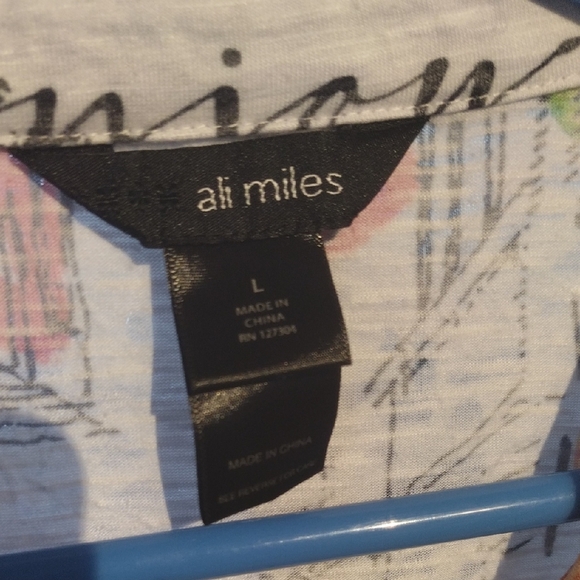 ali miles
L
MADE IN
CHINA
RN 127304
MADE IN CHINA